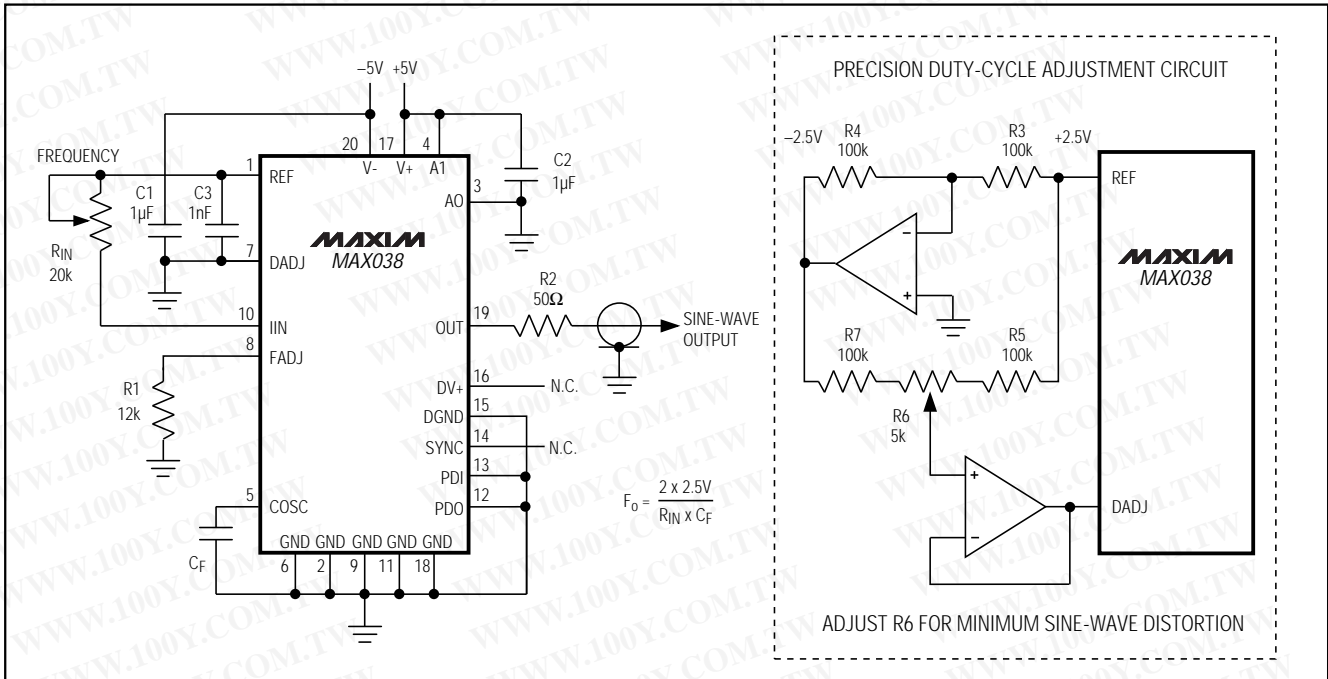 –5V +5V
20 17 4
V- V+ A1
FREQUENCY
1
REF
C1
1µF
C3
1nF
C2
1µF
3
AO
RIN
20k
7
DADJ
MAXIM
MAX038
10
IIN
8
FADJ
R1
12k
OUT
19
R2
50Ω
SINE-WAVE
OUTPUT
16
DV+
N.C.
15
DGND
14
SYNC
N.C.
13
PDI
12
PDO
5
COSC
CF
GND GND GND GND GND
6 2 9 11 18
Fo = 2 x 2.5V
RIN x CF
PRECISION DUTY-CYCLE ADJUSTMENT CIRCUIT
–2.5V
R4
100k
R3
100k
+2.5V
REF
MAXIM
MAX038
–
+
R7
100k
R5
100k
R6
5k
+
–
DADJ
ADJUST R6 FOR MINIMUM SINE-WAVE DISTORTION
WWW.100Y.COM.TW